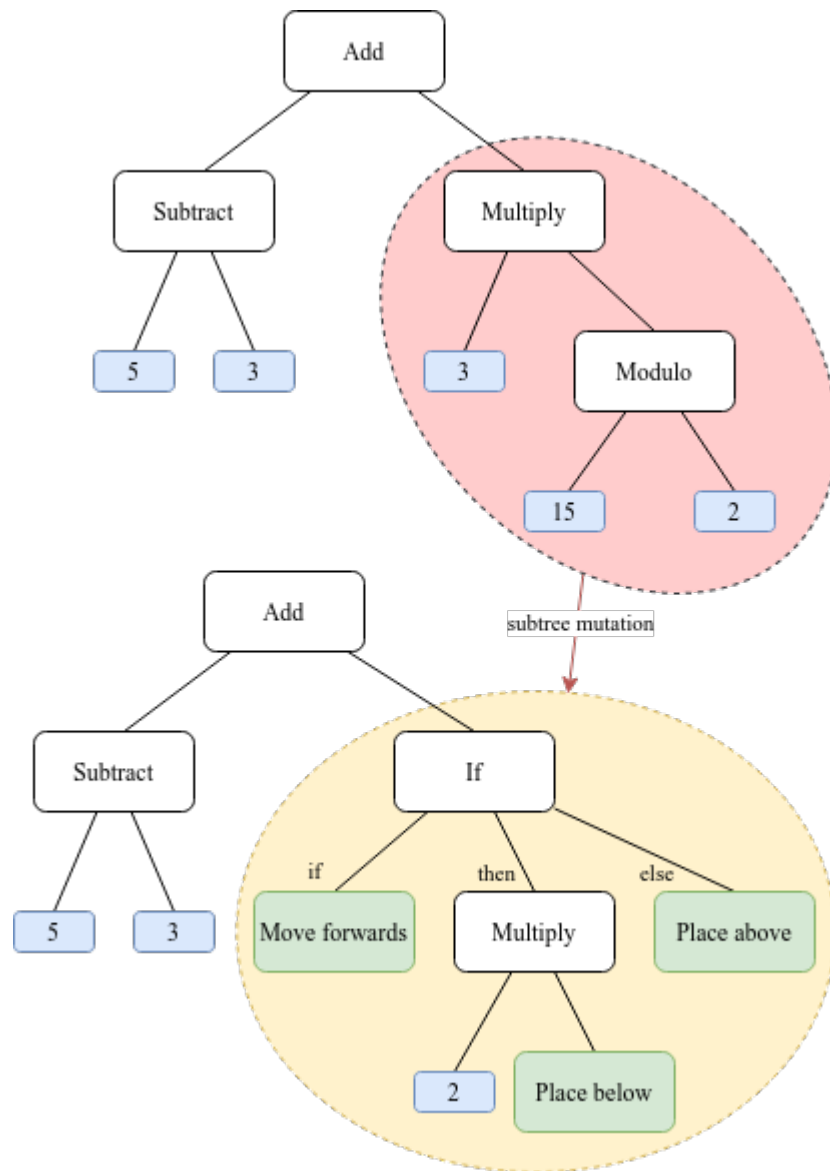 Add
Subtract
Multiply
5
3
3
Modulo
15
2
subtree mutation
Add
Subtract
If
if
then
else
5
3
Move forwards
Multiply
Place above
2
Place below